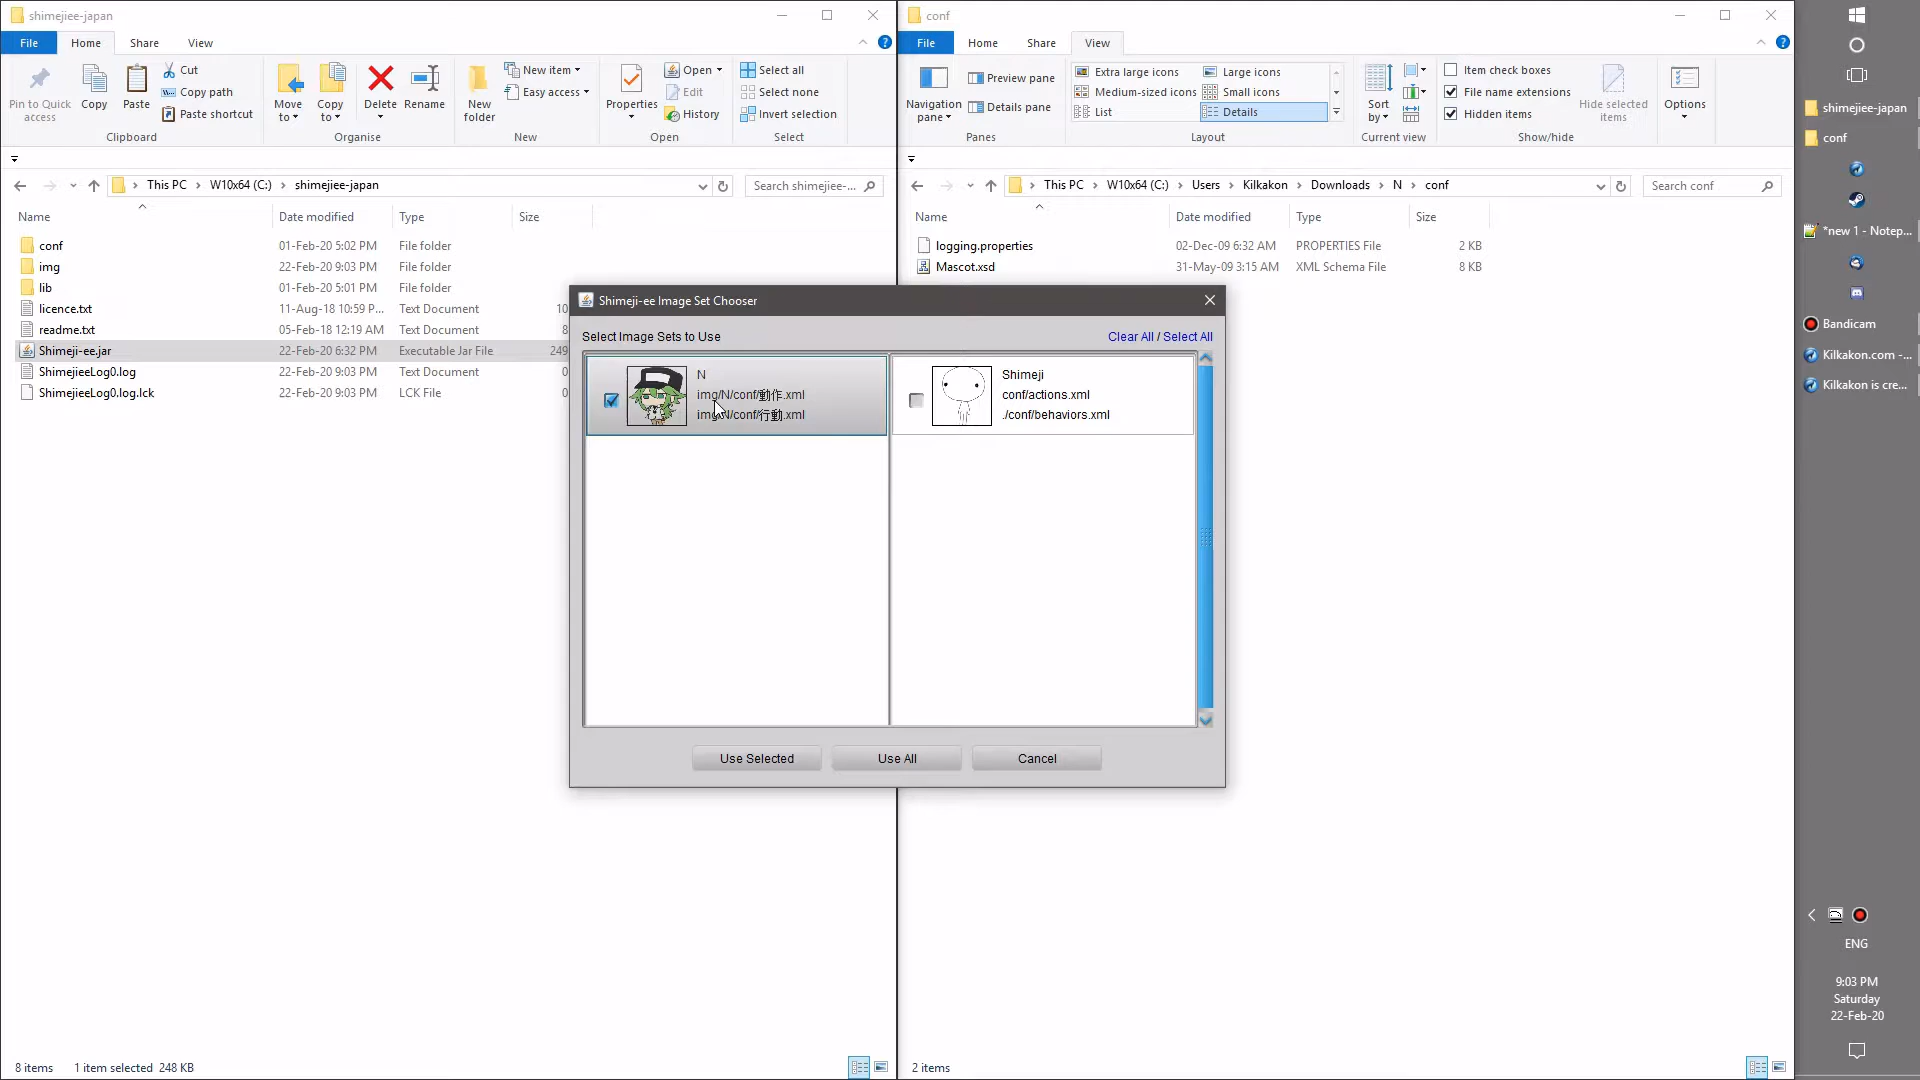 shimejiee-japan
File Home Share View
Pin to Quick access
Copy
Paste
Cut
Copy path
Paste shortcut
Clipboard
Move to
Copy to
Delete
Rename
Organise
New folder
New item
Easy access
New
Properties
Open
Edit
History
Open
Select all
Select none
Invert selection
Select
This PC > W10x64 (C:) > shimejiee-japan
Search shimejiee-...
Name Date modified Type Size
conf 01-Feb-20 5:02 PM File folder
img 22-Feb-20 9:03 PM File folder
lib 01-Feb-20 5:01 PM File folder
licence.txt 11-Aug-18 10:59 P... Text Document 10
readme.txt 05-Feb-18 12:19 AM Text Document 8
Shimeji-ee.jar 22-Feb-20 6:32 PM Executable Jar File 249
ShimejieeLog0.log 22-Feb-20 9:03 PM Text Document 0
ShimejieeLog0.log.lck 22-Feb-20 9:03 PM LCK File 0
8 items 1 item selected 248 KB
conf
File Home Share View
Navigation pane
Preview pane
Details pane
Panes
Extra large icons Large icons
Medium-sized icons Small icons
List Details
Layout
Sort by
Current view
Item check boxes
File name extensions
Hidden items
Hide selected items
Show/hide
Options
This PC > W10x64 (C:) > Users > Kilkakon > Downloads > N > conf
Search conf
Name Date modified Type Size
logging.properties 02-Dec-09 6:32 AM PROPERTIES File 2 KB
Mascot.xsd 31-May-09 3:15 AM XML Schema File 8 KB
2 items
Shimeji-ee Image Set Chooser
Select Image Sets to Use
Clear All / Select All
N
img/N/conf/動作.xml
img/N/conf/行動.xml
Shimeji
conf/actions.xml
./conf/behaviors.xml
Use Selected Use All Cancel
shimejiee-japan
conf
*new 1 - Notep...
Bandicam
Kilkakon.com -...
Kilkakon is cre...
ENG
9:03 PM
Saturday
22-Feb-20